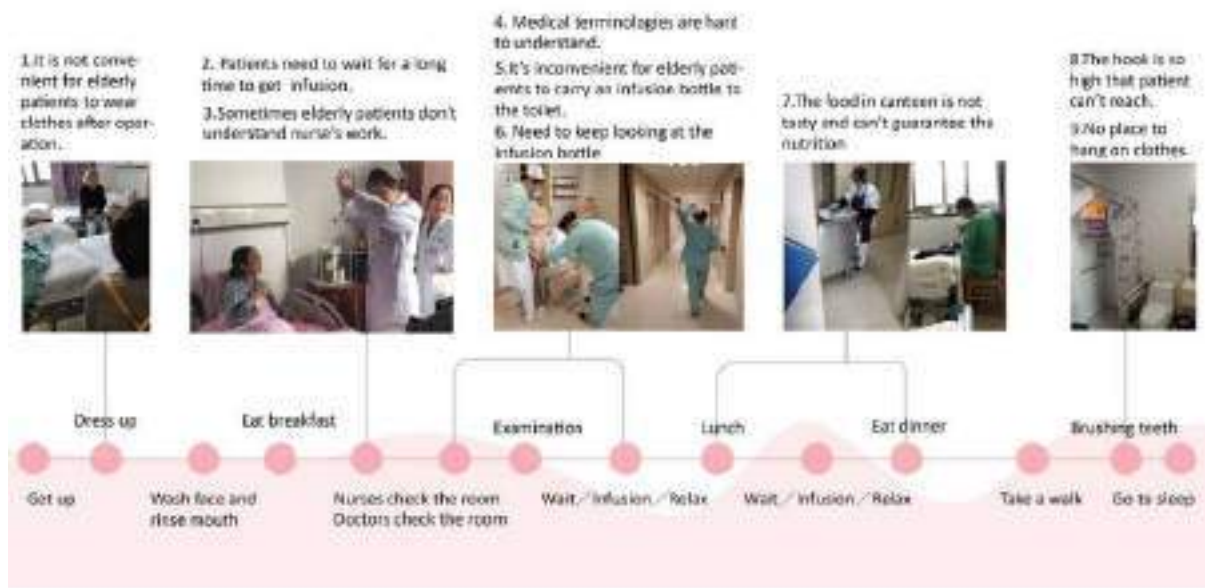 1.It is not conve-
nient for elderly
patients to wear
clothes after oper-
ation.
2. Patients need to wait for a long
time to get infusion.
3.Sometimes elderly patients don't
understand nurse's work.
4. Medical terminologies are hard
to understand.
5.It's inconvenient for elderly pati-
ents to carry an infusion bottle to
the toilet.
6. Need to keep looking at the
infusion bottle
7.The food in canteen is not
tasty and can't guarantee the
nutrition
8.The hook is so
high that patient
can't reach.
9.No place to
hang on clothes.
Dress up
Eat breakfast
Examination
Lunch
Eat dinner
Brushing teeth
Get up
Wash face and
rinse mouth
Nurses check the room
Doctors check the room
Wait／Infusion／Relax
Wait／Infusion／Relax
Take a walk
Go to sleep